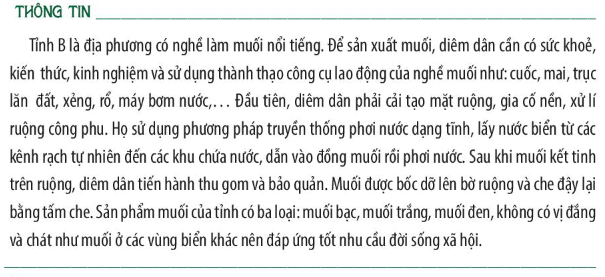 THÔNG TIN
Tỉnh B là địa phương có nghề làm muối nổi tiếng. Để sản xuất muối, diêm dân cần có sức khoẻ,
kiến thức, kinh nghiệm và sử dụng thành thạo công cụ lao động của nghề muối như: cuốc, mai, trục
lăn đất, xẻng, rổ, máy bơm nước,… Đầu tiên, diêm dân phải cải tạo mặt ruộng, gia cố nền, xử lí
ruộng công phu. Họ sử dụng phương pháp truyền thống phơi nước dạng tĩnh, lấy nước biển từ các
kênh rạch tự nhiên đến các khu chứa nước, dẫn vào đồng muối rồi phơi nước. Sau khi muối kết tinh
trên ruộng, diêm dân tiến hành thu gom và bảo quản. Muối được bốc dỡ lên bờ ruộng và che đậy lại
bằng tấm che. Sản phẩm muối của tỉnh có ba loại: muối bạc, muối trắng, muối đen, không có vị đắng
và chát như muối ở các vùng biển khác nên đáp ứng tốt nhu cầu đời sống xã hội.